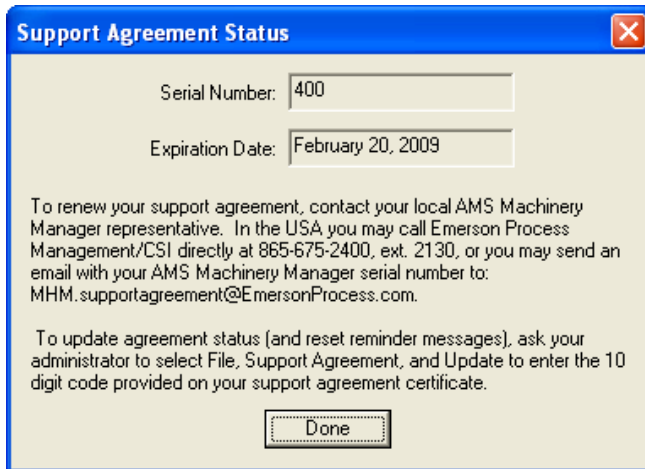 Support Agreement Status
Serial Number: 400
Expiration Date: February 20, 2009
To renew your support agreement, contact your local AMS Machinery
Manager representative.  In the USA you may call Emerson Process
Management/CSI directly at 865-675-2400, ext. 2130, or you may send an
email with your AMS Machinery Manager serial number to:
MHM.supportagreement@EmersonProcess.com.
To update agreement status (and reset reminder messages), ask your
administrator to select File, Support Agreement, and Update to enter the 10
digit code provided on your support agreement certificate.
Done